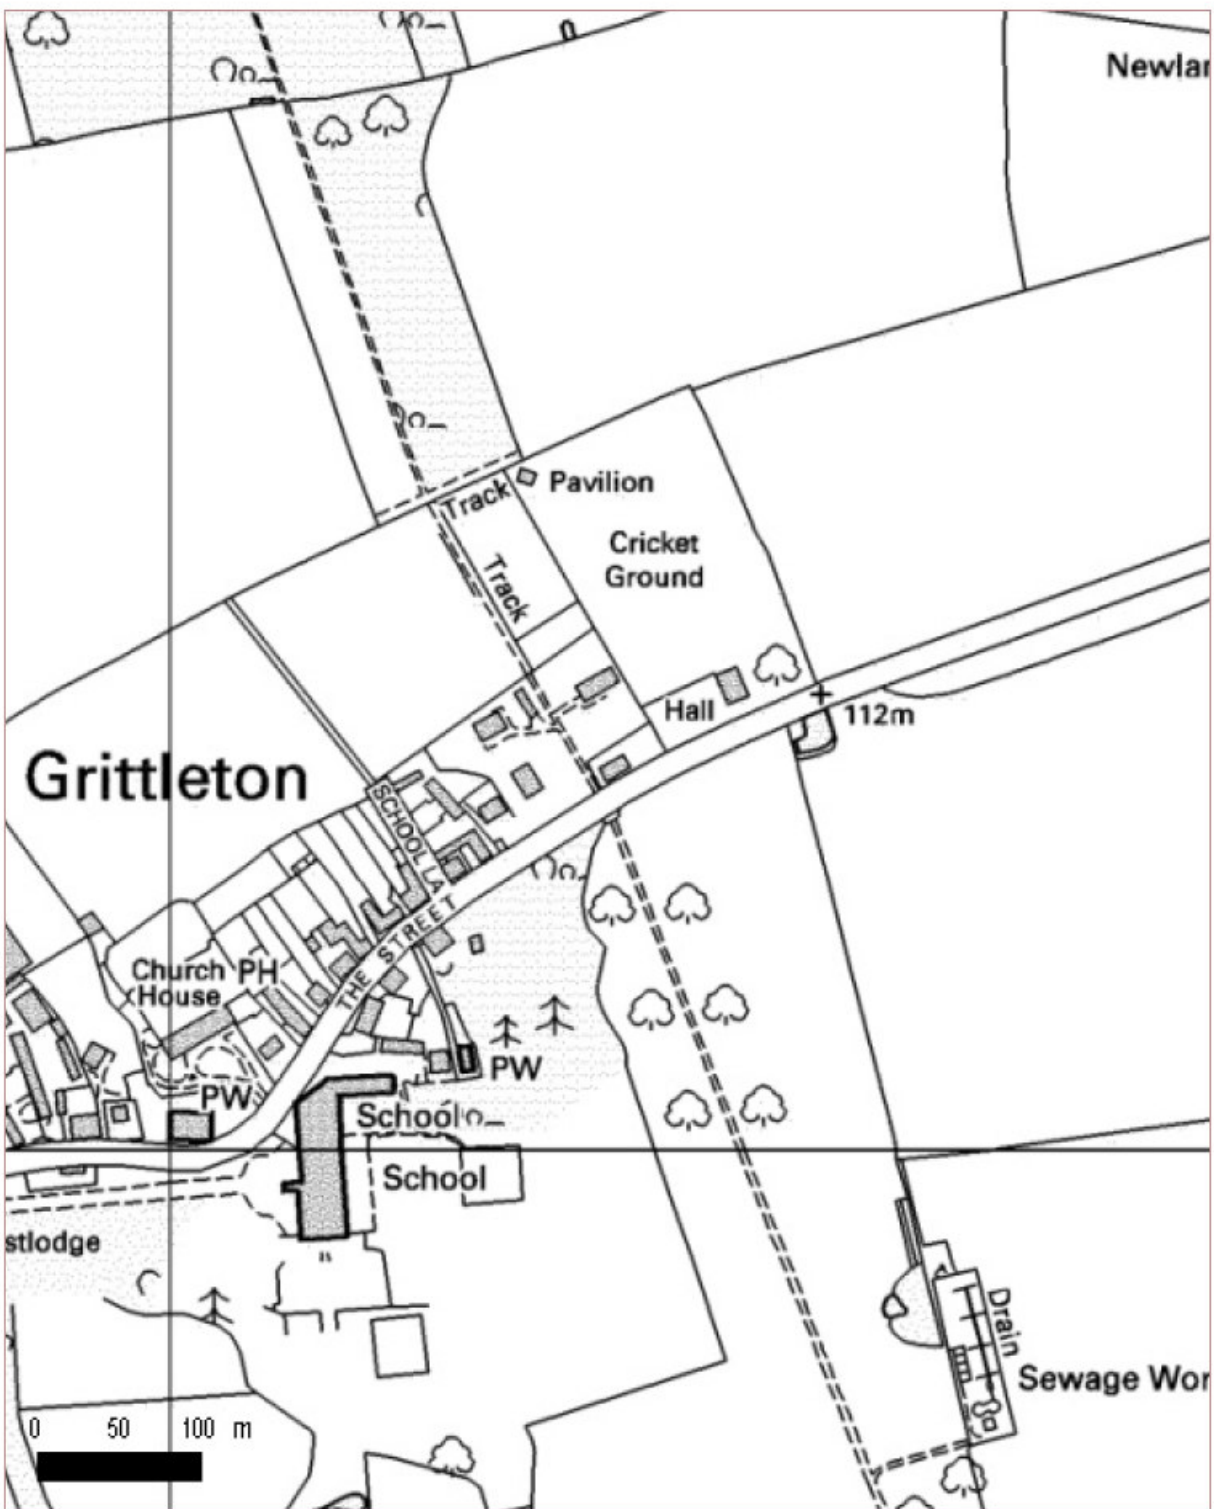 Newlar
Track
Pavilion
Cricket
Ground
Track
Hall
112m
Grittleton
SCHOOL LA
THE STREET
Church
House
PH
PW
PW
School
School
stlodge
Drain
Sewage Wor
0 50 100 m